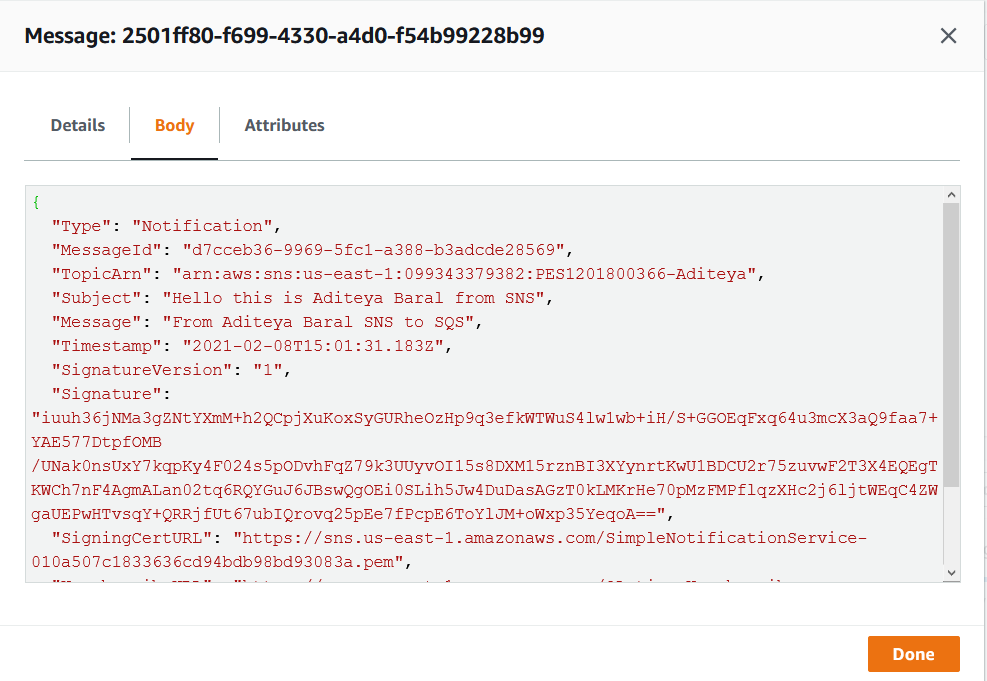 Message: 2501ff80-f699-4330-a4d0-f54b99228b99
Details
Body
Attributes
{
"Type": "Notification",
"MessageId": "d7cceb36-9969-5fc1-a388-b3adcde28569",
"TopicArn": "arn:aws:sns:us-east-1:099343379382:PES1201800366-Aditeya",
"Subject": "Hello this is Aditeya Baral from SNS",
"Message": "From Aditeya Baral SNS to SQS",
"Timestamp": "2021-02-08T15:01:31.183Z",
"SignatureVersion": "1",
"Signature":
"iuuh36jNMa3gZNtYXmM+h2QCpjXuKoxSyGURheOzHp9q3efkWTWuS4lw1wb+iH/S+GGOEqFxq64u3mcX3aQ9faa7+
YAE577DtpfOMB
/UNak0nsUxY7kqpKy4F024s5pODvhFqZ79k3UUyvOI15s8DXM15rznBI3XYynrtKwU1BDCU2r75zuvwF2T3X4EQEgT
KWCh7nF4AgmALan02tq6RQYGuJ6JBswQgOEi0SLih5Jw4DuDasAGzT0kLMKrHe70pMzFMPflqzXHc2j6ljtWEqC4ZW
gaUEPwHTvsqY+QRRjfUt67ubIQrovq25pEe7fPcpE6ToYlJM+oWxp35YeqoA==",
"SigningCertURL": "https://sns.us-east-1.amazonaws.com/SimpleNotificationService-
010a507c1833636cd94bdb98bd93083a.pem",
Done